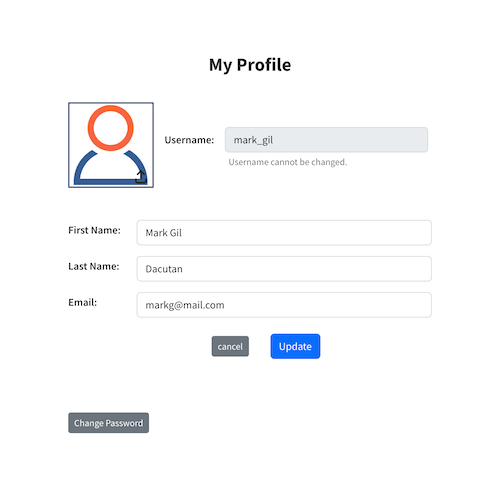 My Profile
Username: mark_gil
Username cannot be changed.
First Name: Mark Gil
Last Name: Dacutan
Email: markg@mail.com
cancel Update
Change Password